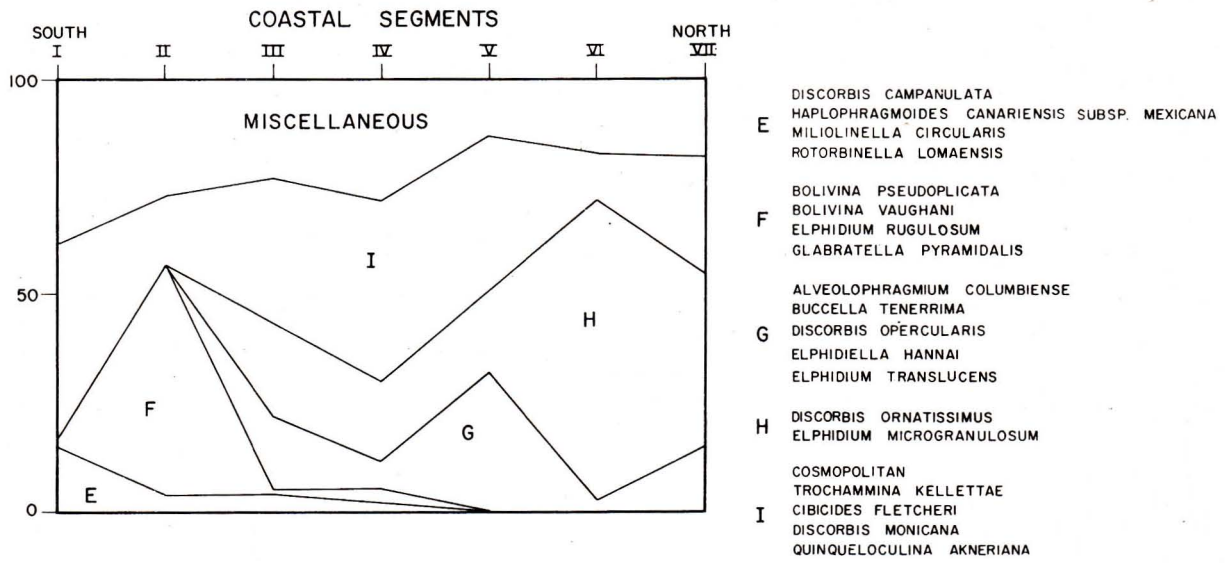 COASTAL SEGMENTS
SOUTH NORTH
I II III IV V VI VII
100
MISCELLANEOUS
I
50
H
F
G
E
0
E
DISCORBIS CAMPANULATA
HAPLOPHRAGMOIDES CANARIENSIS SUBSP. MEXICANA
MILIOLINELLA CIRCULARIS
ROTORBINELLA LOMAENSIS
F
BOLIVINA PSEUDOPLICATA
BOLIVINA VAUGHANI
ELPHIDIUM RUGULOSUM
GLABRATELLA PYRAMIDALIS
G
ALVEOLOPHRAGMIUM COLUMBIENSE
BUCCELLA TENERRIMA
DISCORBIS OPERCULARIS
ELPHIDIELLA HANNAI
ELPHIDIUM TRANSLUCENS
H
DISCORBIS ORNATISSIMUS
ELPHIDIUM MICROGRANULOSUM
I
COSMOPOLITAN
TROCHAMMINA KELLETTAE
CIBICIDES FLETCHERI
DISCORBIS MONICANA
QUINQUELOCULINA AKNERIANA